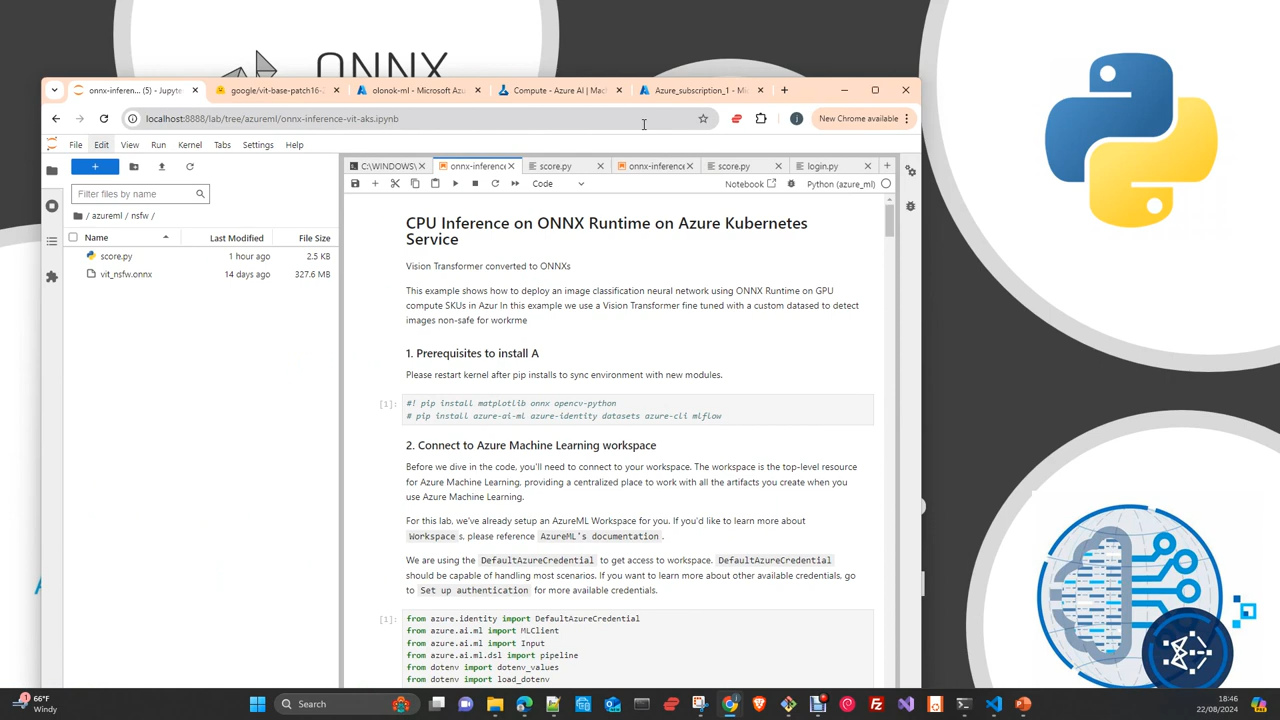 ONNX
onnx-inferen... (5) - Jupyte
google/vit-base-patch16-
olonok-ml - Microsoft Azu
Compute - Azure AI | Mach
Azure_subscription_1 - Mi
localhost:8888/lab/tree/azureml/onnx-inference-vit-aks.ipynb
New Chrome available
File Edit View Run Kernel Tabs Settings Help
C:\WINDOWS\
onnx-inference
score.py
onnx-inference
score.py
login.py
Code
Notebook
Python (azure_ml)
Filter files by name
/ azureml / nsfw /
Name Last Modified File Size
score.py 1 hour ago 2.5 KB
vit_nsfw.onnx 14 days ago 327.6 MB
CPU Inference on ONNX Runtime on Azure Kubernetes
Service
Vision Transformer converted to ONNXs
This example shows how to deploy an image classification neural network using ONNX Runtime on GPU
compute SKUs in Azur In this example we use a Vision Transformer fine tuned with a custom datased to detect
images non-safe for workrme
1. Prerequisites to install A
Please restart kernel after pip installs to sync environment with new modules.
[1]:
#! pip install matplotlib onnx opencv-python
# pip install azure-ai-ml azure-identity datasets azure-cli mlflow
2. Connect to Azure Machine Learning workspace
Before we dive in the code, you'll need to connect to your workspace. The workspace is the top-level resource
for Azure Machine Learning, providing a centralized place to work with all the artifacts you create when you
use Azure Machine Learning.
For this lab, we've already setup an AzureML Workspace for you. If you'd like to learn more about
Workspace s, please reference AzureML's documentation .
We are using the DefaultAzureCredential to get access to workspace. DefaultAzureCredential
should be capable of handling most scenarios. If you want to learn more about other available credentials, go
to Set up authentication for more available credentials.
[1]:
from azure.identity import DefaultAzureCredential
from azure.ai.ml import MLClient
from azure.ai.ml import Input
from azure.ai.ml.dsl import pipeline
from dotenv import dotenv_values
from dotenv import load_dotenv
1
66°F
Windy
Search
18:46
22/08/2024